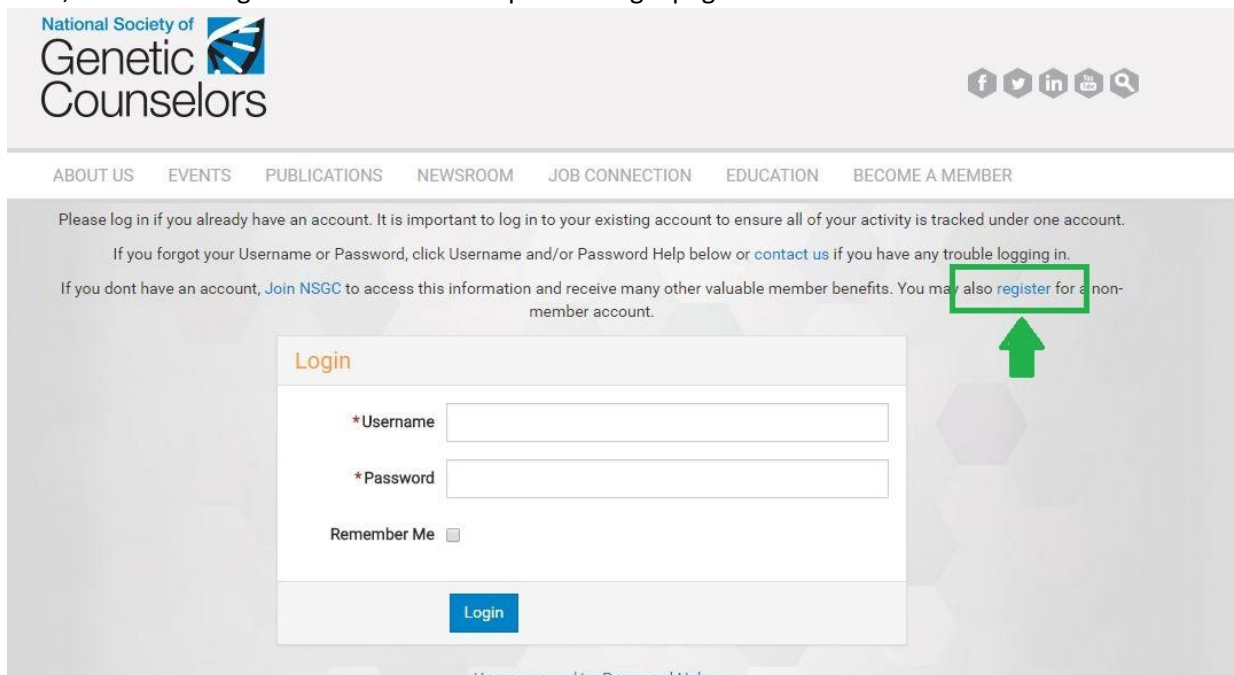 National Society of
Genetic
Counselors
ABOUT US EVENTS PUBLICATIONS NEWSROOM JOB CONNECTION EDUCATION BECOME A MEMBER
Please log in if you already have an account. It is important to log in to your existing account to ensure all of your activity is tracked under one account.
If you forgot your Username or Password, click Username and/or Password Help below or contact us if you have any trouble logging in.
If you dont have an account, Join NSGC to access this information and receive many other valuable member benefits. You may also register for a non-
member account.
Login
*Username
*Password
Remember Me
Login